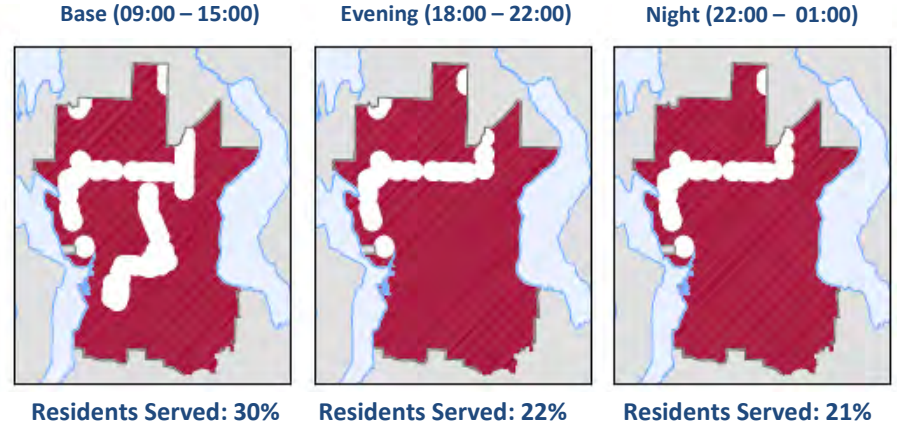 Base (09:00 – 15:00)
Evening (18:00 – 22:00)
Night (22:00 – 01:00)
Residents Served: 30%
Residents Served: 22%
Residents Served: 21%